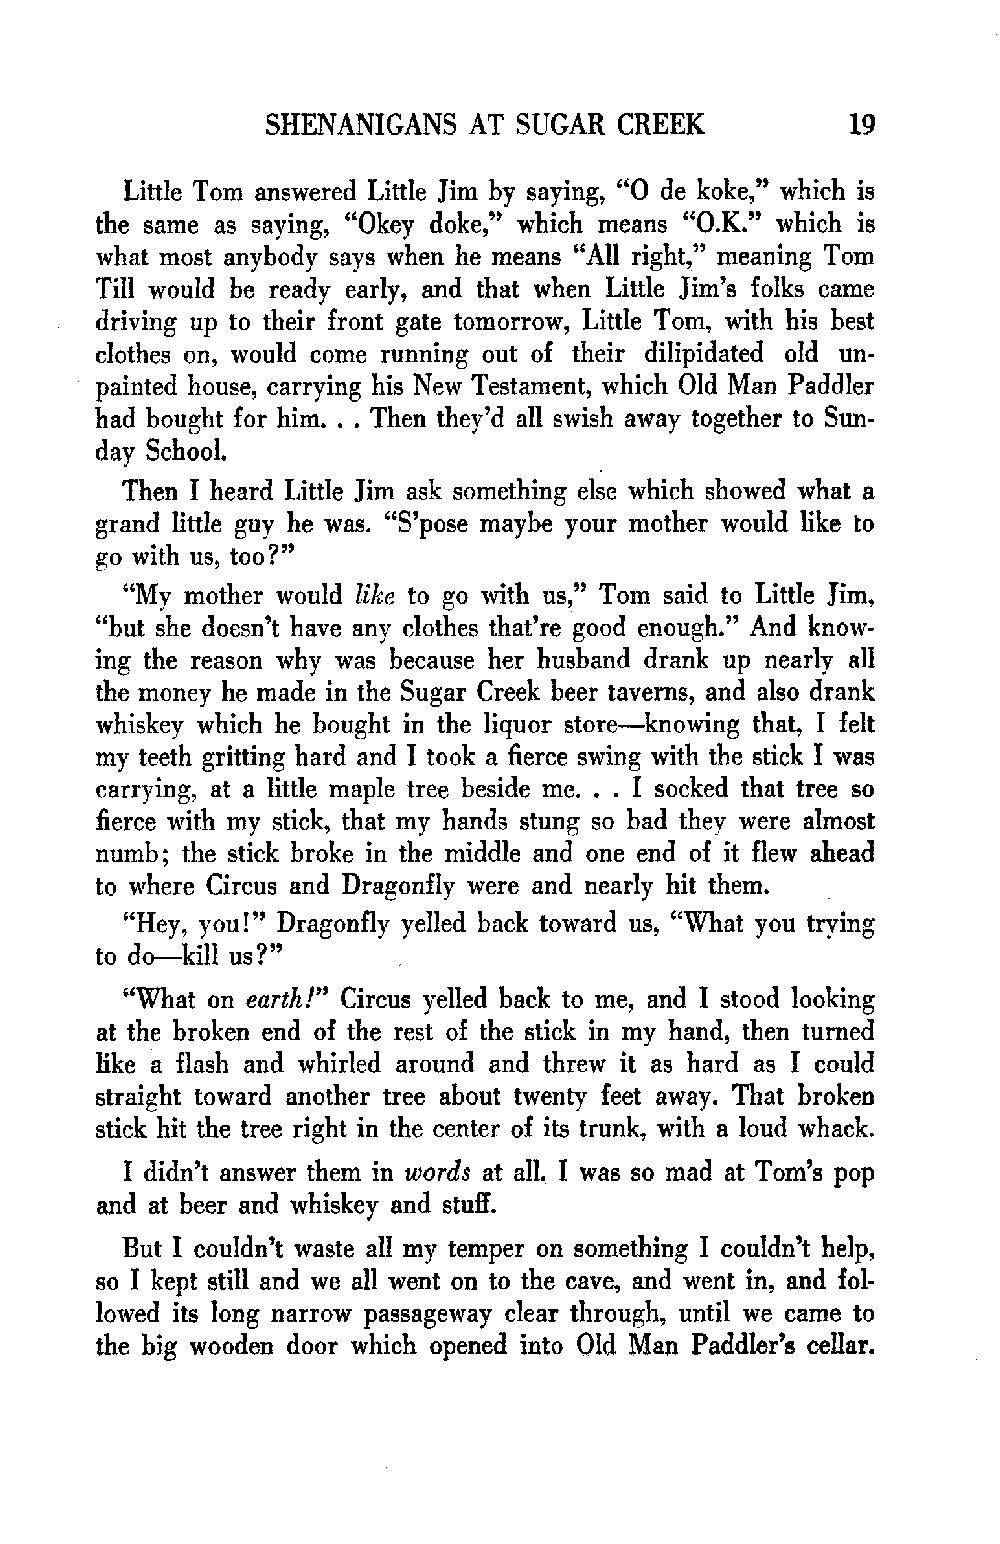 SHENANIGANS AT SUGAR CREEK 19
Little Tom answered Little Jim by saying, “O de koke,” which is
the same as saying, “Okey doke,” which means “O.K.” which is
what most anybody says when he means “All right,” meaning Tom
Till would be ready early, and that when Little Jim’s folks came
driving up to their front gate tomorrow, Little Tom, with his best
clothes on, would come running out of their dilipidated old un-
painted house, carrying his New Testament, which Old Man Paddler
had bought for him. . . Then they’d all swish away together to Sun-
day School.
Then I heard Little Jim ask something else which showed what a
grand little guy he was. “S’pose maybe your mother would like to
go with us, too?”
“My mother would like to go with us,” Tom said to Little Jim,
“but she doesn’t have any clothes that’re good enough.” And know-
ing the reason why was because her husband drank up nearly all
the money he made in the Sugar Creek beer taverns, and also drank
whiskey which he bought in the liquor store—knowing that, I felt
my teeth gritting hard and I took a fierce swing with the stick I was
carrying, at a little maple tree beside me. . . I socked that tree so
fierce with my stick, that my hands stung so bad they were almost
numb; the stick broke in the middle and one end of it flew ahead
to where Circus and Dragonfly were and nearly hit them.
“Hey, you!” Dragonfly yelled back toward us, “What you trying
to do—kill us?”
“What on earth!” Circus yelled back to me, and I stood looking
at the broken end of the rest of the stick in my hand, then turned
like a flash and whirled around and threw it as hard as I could
straight toward another tree about twenty feet away. That broken
stick hit the tree right in the center of its trunk, with a loud whack.
I didn’t answer them in words at all. I was so mad at Tom’s pop
and at beer and whiskey and stuff.
But I couldn’t waste all my temper on something I couldn’t help,
so I kept still and we all went on to the cave, and went in, and fol-
lowed its long narrow passageway clear through, until we came to
the big wooden door which opened into Old Man Paddler’s cellar.